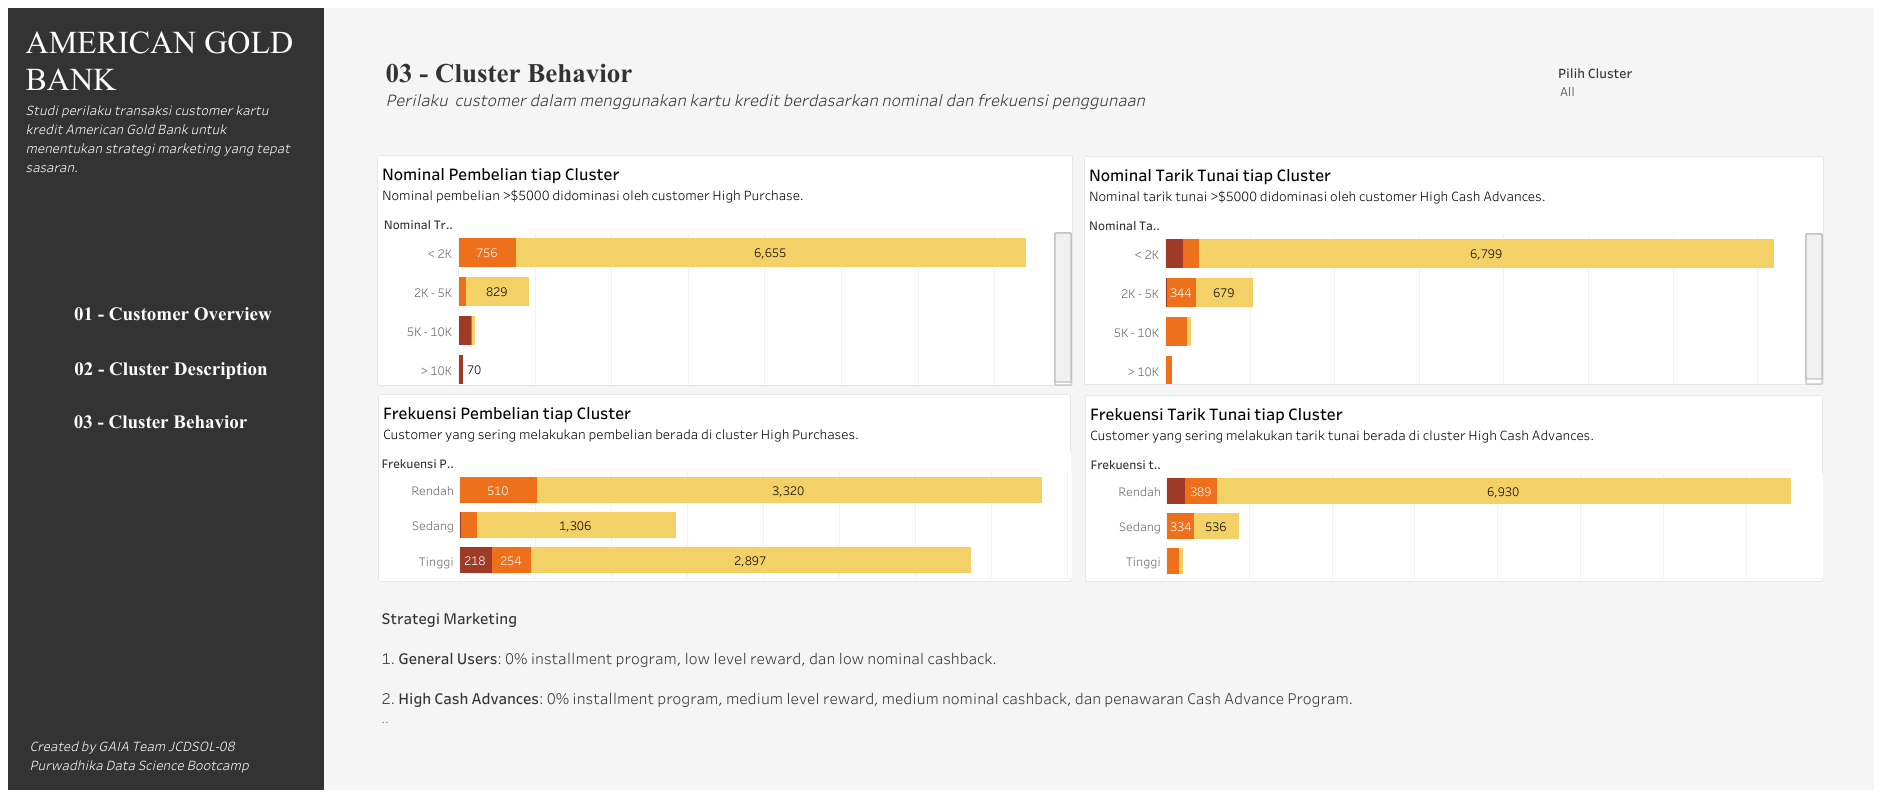 AMERICAN GOLD
BANK
Studi perilaku transaksi customer kartu
kredit American Gold Bank untuk
menentukan strategi marketing yang tepat
sasaran.
01 - Customer Overview
02 - Cluster Description
03 - Cluster Behavior
Created by GAIA Team JCDSOL-08
Purwadhika Data Science Bootcamp
03 - Cluster Behavior
Perilaku customer dalam menggunakan kartu kredit berdasarkan nominal dan frekuensi penggunaan
Pilih Cluster
All
Nominal Pembelian tiap Cluster
Nominal pembelian >$5000 didominasi oleh customer High Purchase.
Nominal Tr..
< 2K 756 6,655
2K - 5K 829
5K - 10K
> 10K 70
Nominal Tarik Tunai tiap Cluster
Nominal tarik tunai >$5000 didominasi oleh customer High Cash Advances.
Nominal Ta..
< 2K 6,799
2K - 5K 344 679
5K - 10K
> 10K
Frekuensi Pembelian tiap Cluster
Customer yang sering melakukan pembelian berada di cluster High Purchases.
Frekuensi P..
Rendah 510 3,320
Sedang 1,306
Tinggi 218 254 2,897
Frekuensi Tarik Tunai tiap Cluster
Customer yang sering melakukan tarik tunai berada di cluster High Cash Advances.
Frekuensi t..
Rendah 389 6,930
Sedang 334 536
Tinggi
Strategi Marketing
1. General Users: 0% installment program, low level reward, dan low nominal cashback.
2. High Cash Advances: 0% installment program, medium level reward, medium nominal cashback, dan penawaran Cash Advance Program.
..